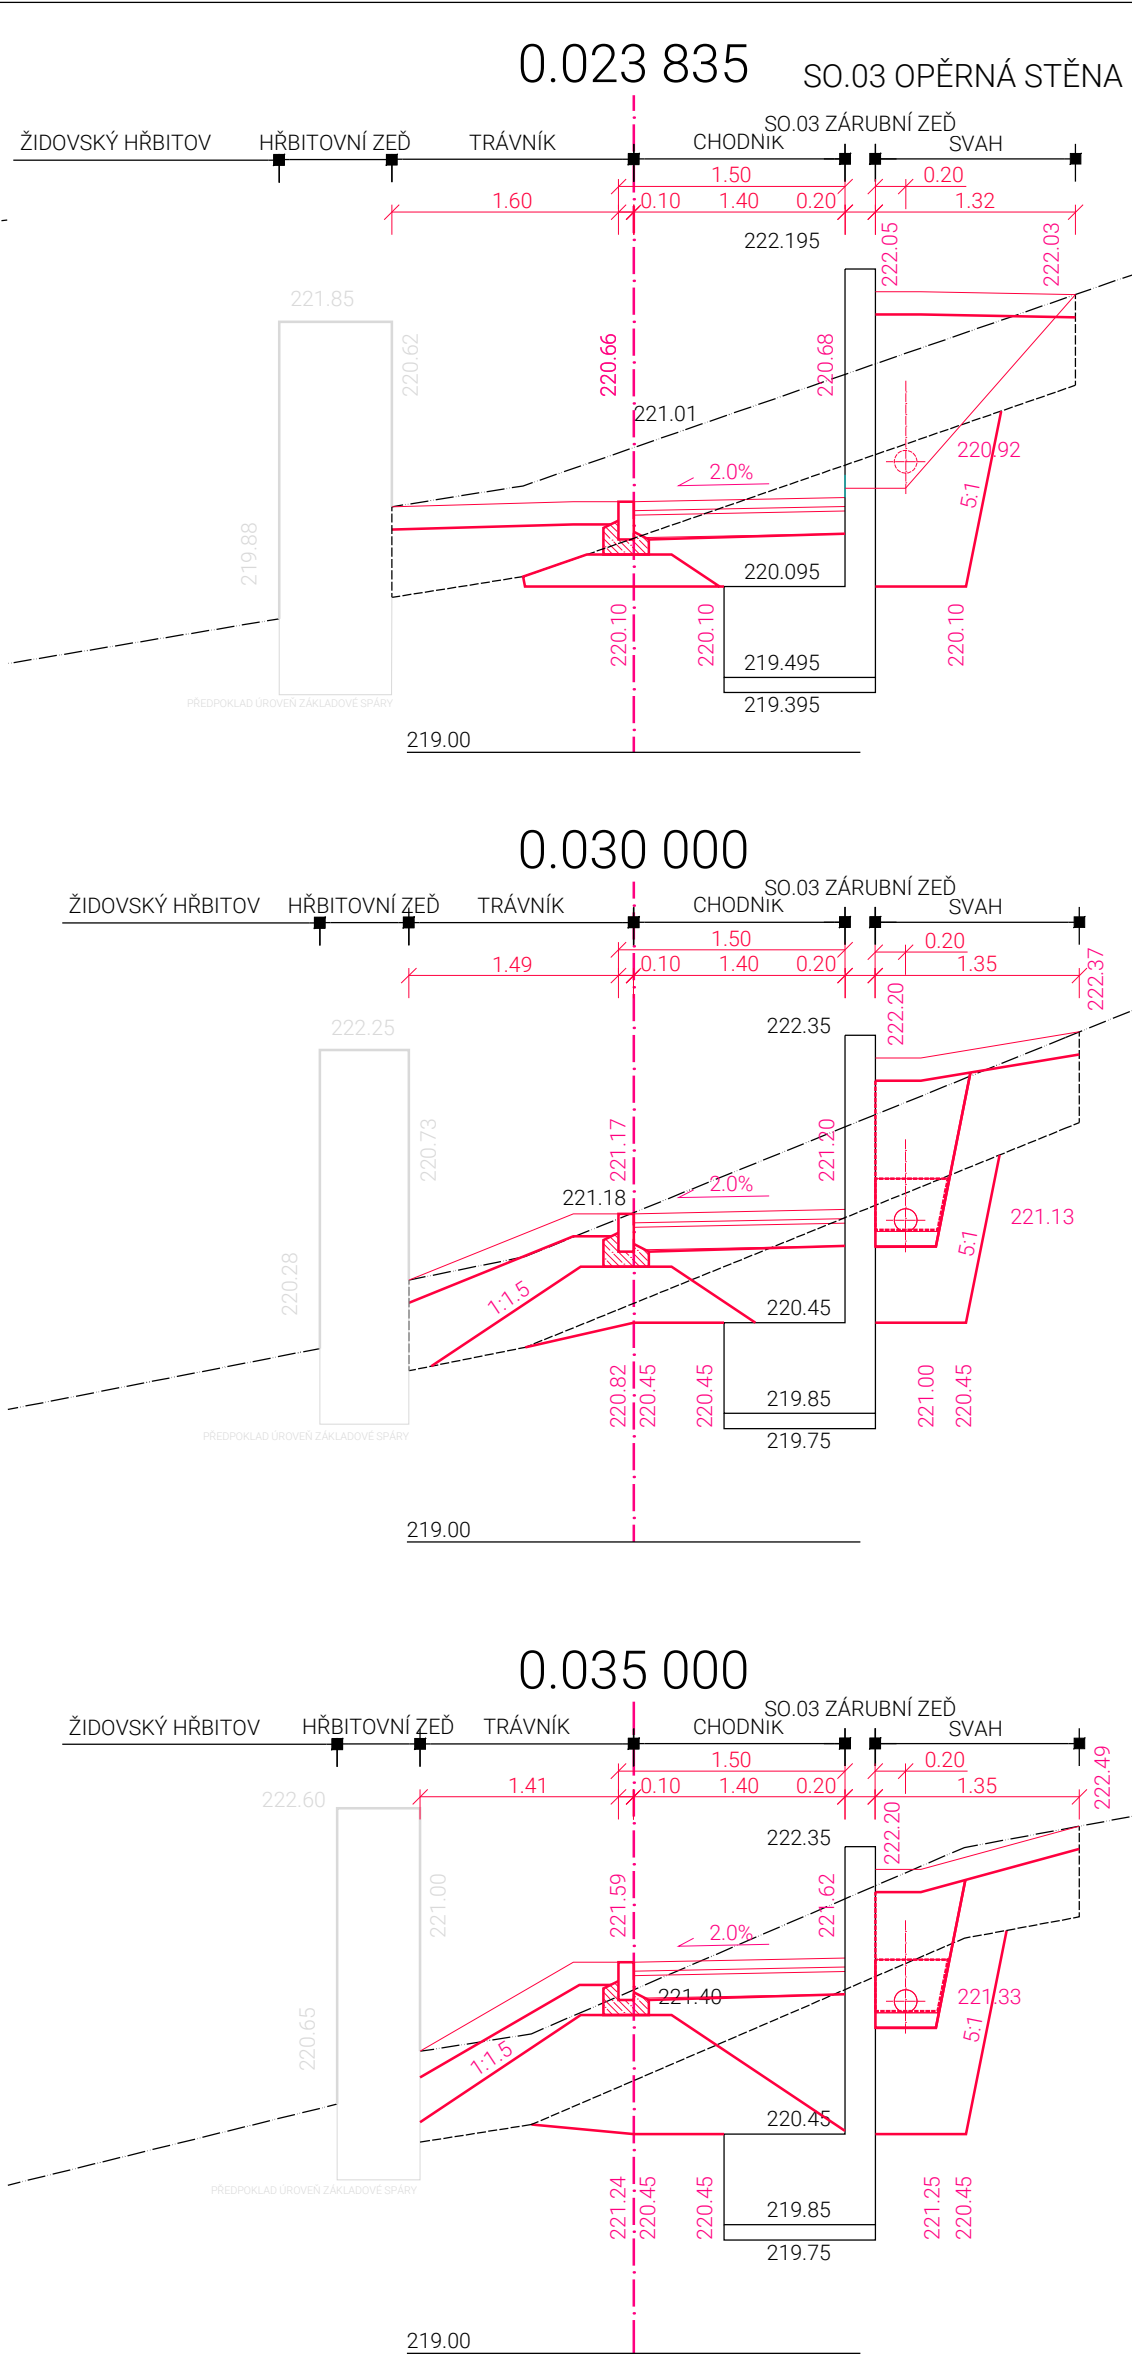 0.023 835
SO.03 OPĚRNÁ STĚNA
ŽIDOVSKÝ HŘBITOV HŘBITOVNÍ ZEĎ TRÁVNÍK CHODNIK SO.03 ZÁRUBNÍ ZEĎ SVAH
1.50 0.20
1.60 0.10 1.40 0.20 1.32
222.195 222.05 222.03
221.85
220.62 220.66 220.68
221.01
2.0% 220.92
5:1
219.88
220.095
220.10 220.10 220.10
219.495
PŘEDPOKLAD ÚROVEŇ ZÁKLADOVÉ SPÁRY 219.395
219.00
0.030 000
ŽIDOVSKÝ HŘBITOV HŘBITOVNÍ ZEĎ TRÁVNÍK CHODNIK SO.03 ZÁRUBNÍ ZEĎ SVAH
1.50 0.20
1.49 0.10 1.40 0.20 1.35
222.37
222.25 222.35 222.20
220.73 221.17 221.20
221.18 2.0%
221.13
220.28 1:1.5 5:1
220.45
220.82 220.45 220.45 221.00 220.45
219.85
PŘEDPOKLAD ÚROVEŇ ZÁKLADOVÉ SPÁRY 219.75
219.00
0.035 000
ŽIDOVSKÝ HŘBITOV HŘBITOVNÍ ZEĎ TRÁVNÍK CHODNIK SO.03 ZÁRUBNÍ ZEĎ SVAH
1.50 0.20
1.41 0.10 1.40 0.20 1.35
222.49
222.60 222.35 222.20
221.00 221.59 221.62
2.0%
221.40 221.33
220.65 1:1.5 5:1
220.45
221.24 220.45 220.45 221.25 220.45
219.85
PŘEDPOKLAD ÚROVEŇ ZÁKLADOVÉ SPÁRY 219.75
219.00